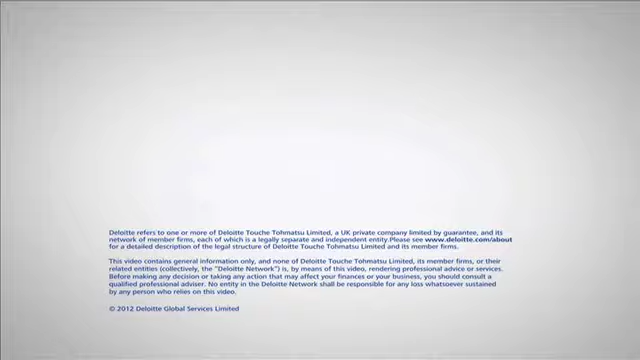 Deloitte refers to one or more of Deloitte Touche Tohmatsu Limited, a UK private company limited by guarantee, and its
network of member firms, each of which is a legally separate and independent entity.Please see www.deloitte.com/about
for a detailed description of the legal structure of Deloitte Touche Tohmatsu Limited and its member firms.
This video contains general information only, and none of Deloitte Touche Tohmatsu Limited, its member firms, or their
related entities (collectively, the "Deloitte Network") is, by means of this video, rendering professional advice or services.
Before making any decision or taking any action that may affect your finances or your business, you should consult a
qualified professional adviser. No entity in the Deloitte Network shall be responsible for any loss whatsoever sustained
by any person who relies on this video.
© 2012 Deloitte Global Services Limited